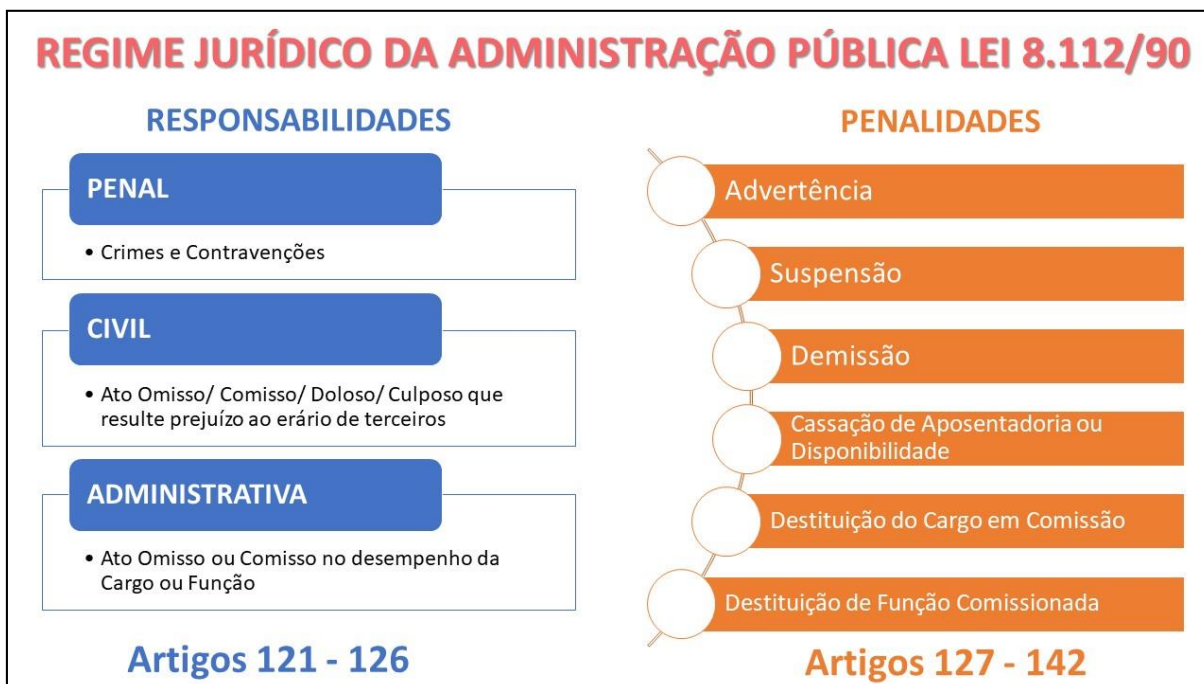 REGIME JURÍDICO DA ADMINISTRAÇÃO PÚBLICA LEI 8.112/90
RESPONSABILIDADES
PENAL
• Crimes e Contravenções
CIVIL
• Ato Omisso/ Comisso/ Doloso/ Culposo que
resulte prejuízo ao erário de terceiros
ADMINISTRATIVA
• Ato Omisso ou Comisso no desempenho da
Cargo ou Função
Artigos 121 - 126
PENALIDADES
Advertência
Suspensão
Demissão
Cassação de Aposentadoria ou
Disponibilidade
Destituição do Cargo em Comissão
Destituição de Função Comissionada
Artigos 127 - 142